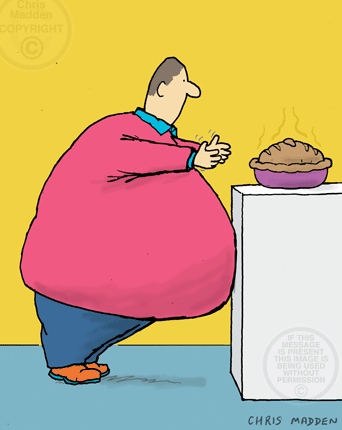 Chris
Madden
COPYRIGHT
©
IF THIS
MESSAGE
IS PRESENT
THIS IMAGE IS
BEING USED
WITHOUT
PERMISSION
©
CHRIS MADDEN